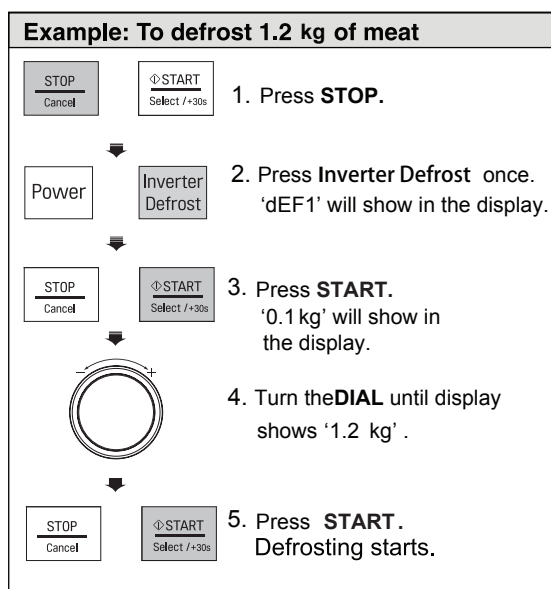 Example: To defrost 1.2 kg of meat
STOP
Cancel
START
Select /+30s
1. Press STOP.
Power
Inverter
Defrost
2. Press Inverter Defrost once.
‘dEF1’ will show in the display.
STOP
Cancel
START
Select /+30s
3. Press START.
‘0.1 kg’ will show in
the display.
- +
4. Turn theDIAL until display
shows ‘1.2 kg’ .
STOP
Cancel
START
Select /+30s
5. Press START.
Defrosting starts.